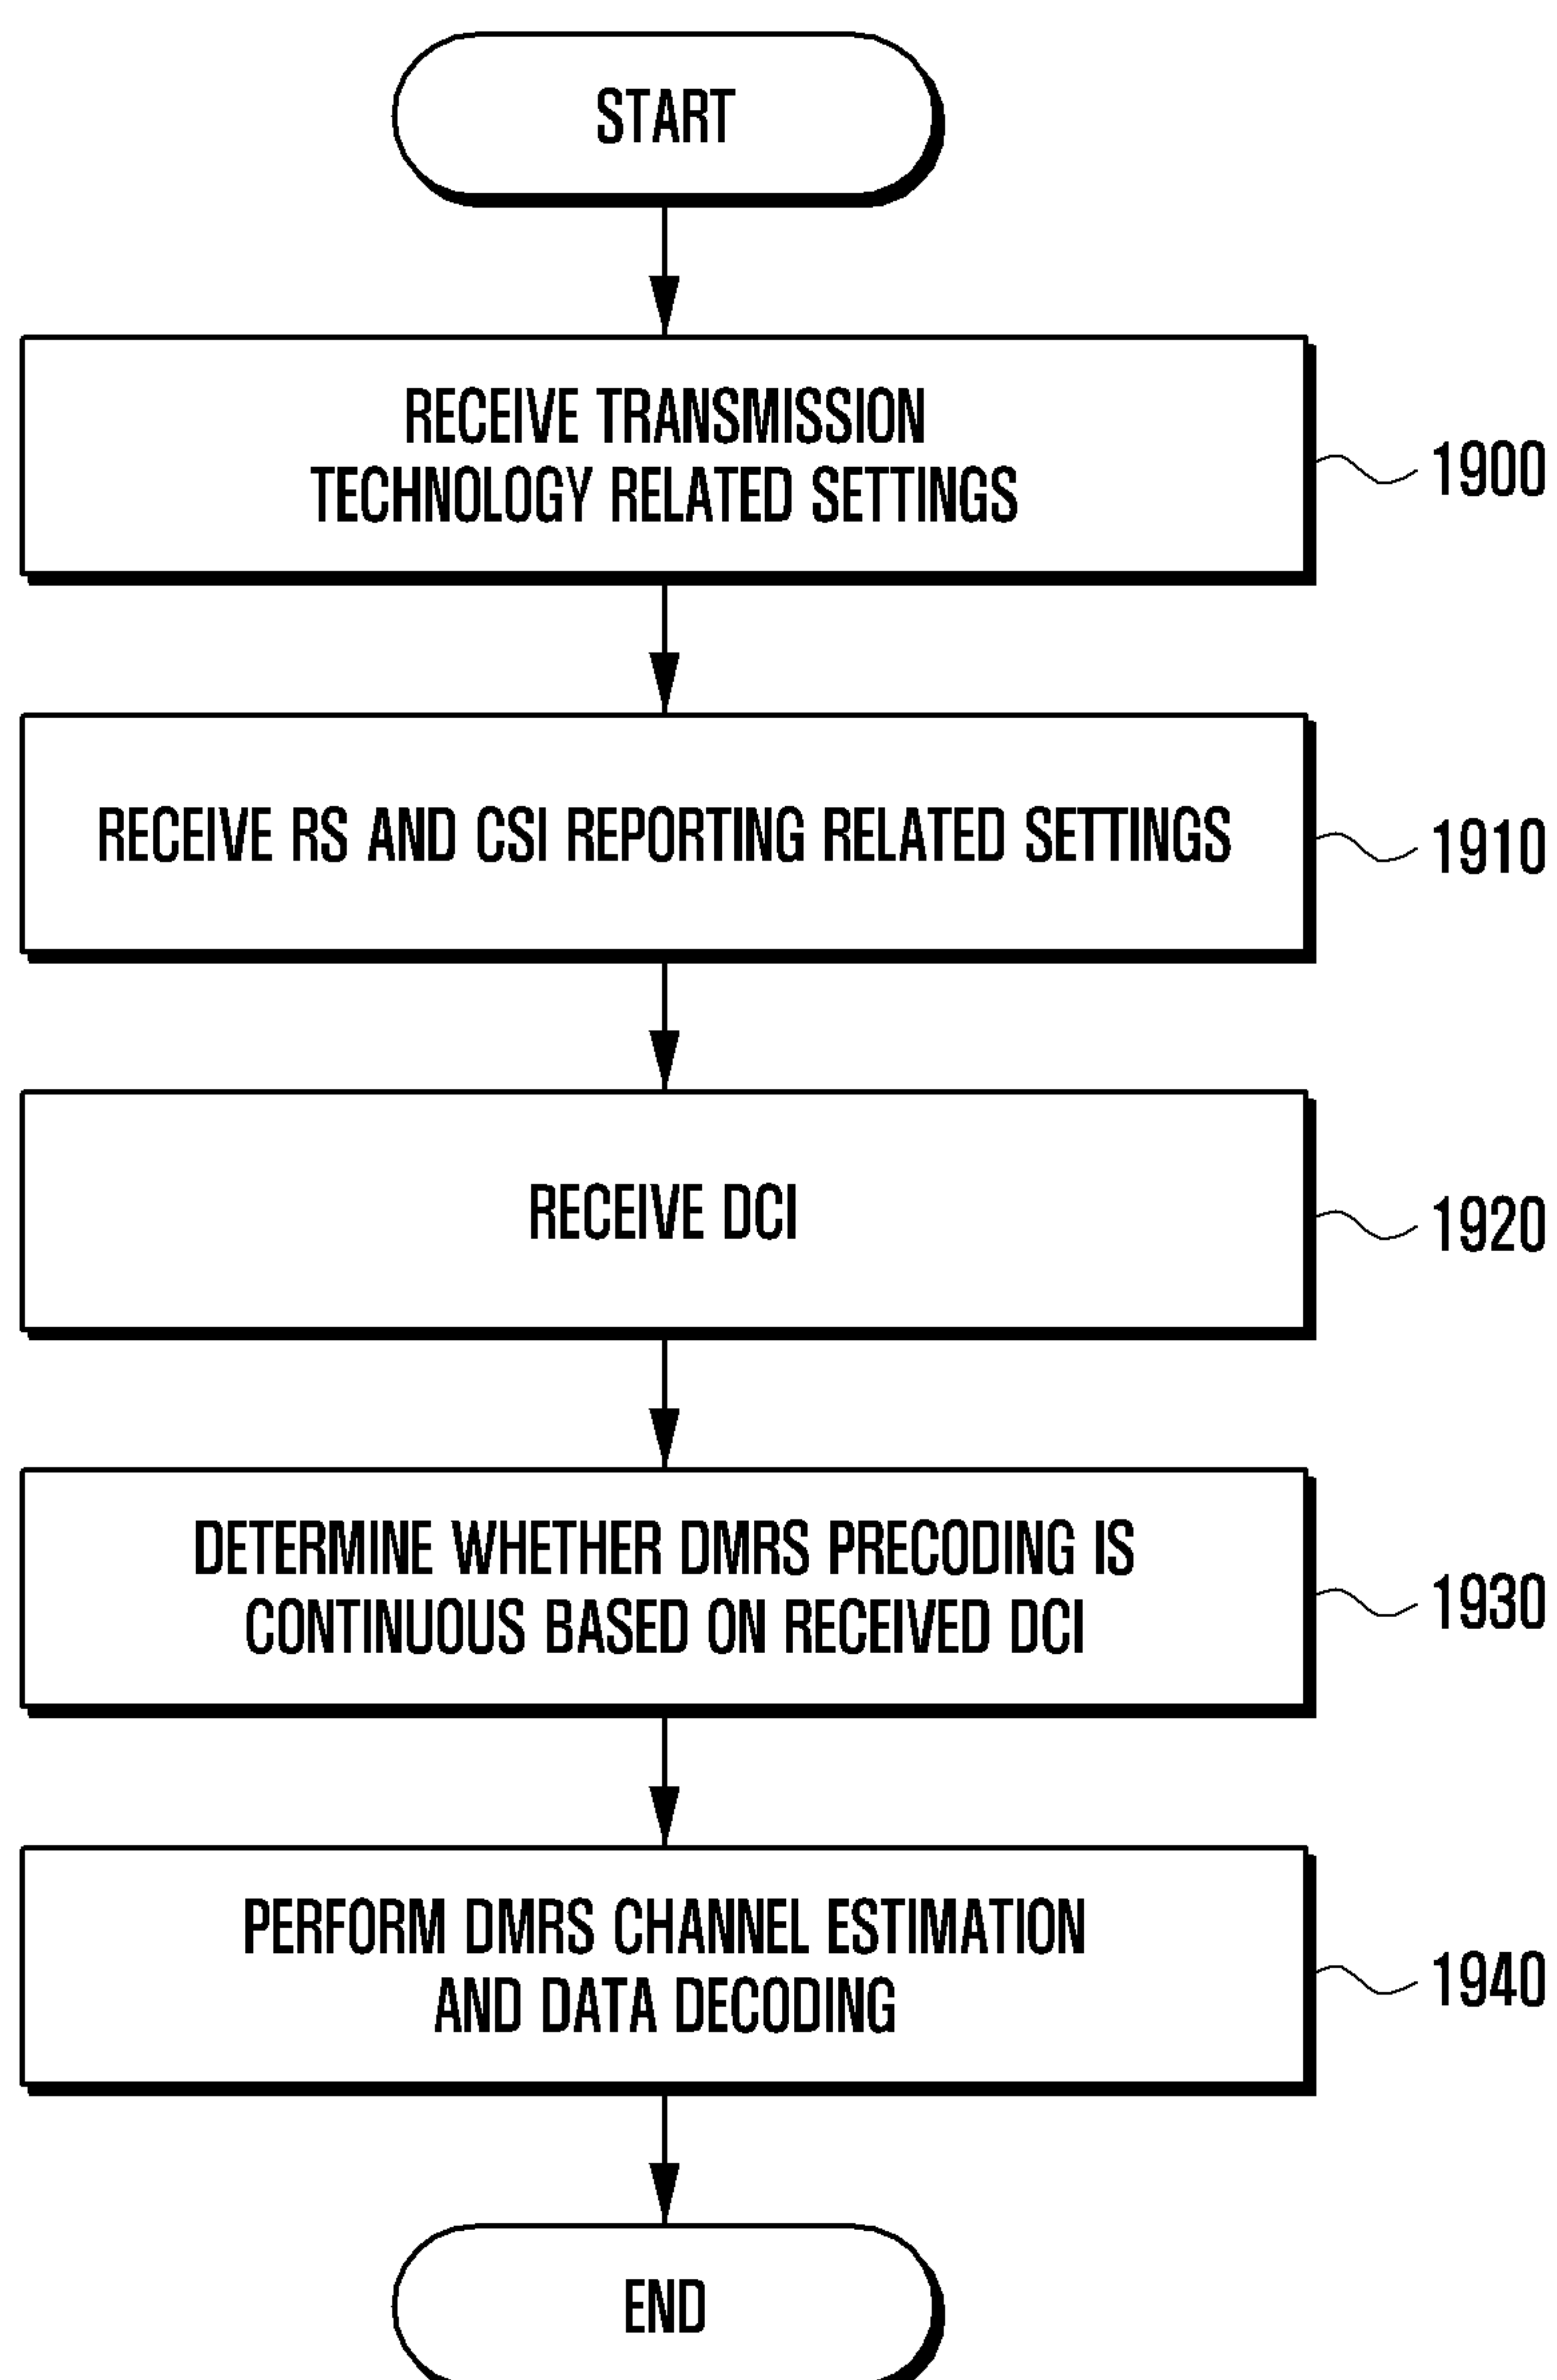 START
RECEIVE TRANSMISSION
TECHNOLOGY RELATED SETTINGS
1900
RECEIVE RS AND CSI REPORTING RELATED SETTINGS
1910
RECEIVE DCI
1920
DETERMINE WHETHER DMRS PRECODING IS
CONTINUOUS BASED ON RECEIVED DCI
1930
PERFORM DMRS CHANNEL ESTIMATION
AND DATA DECODING
1940
END